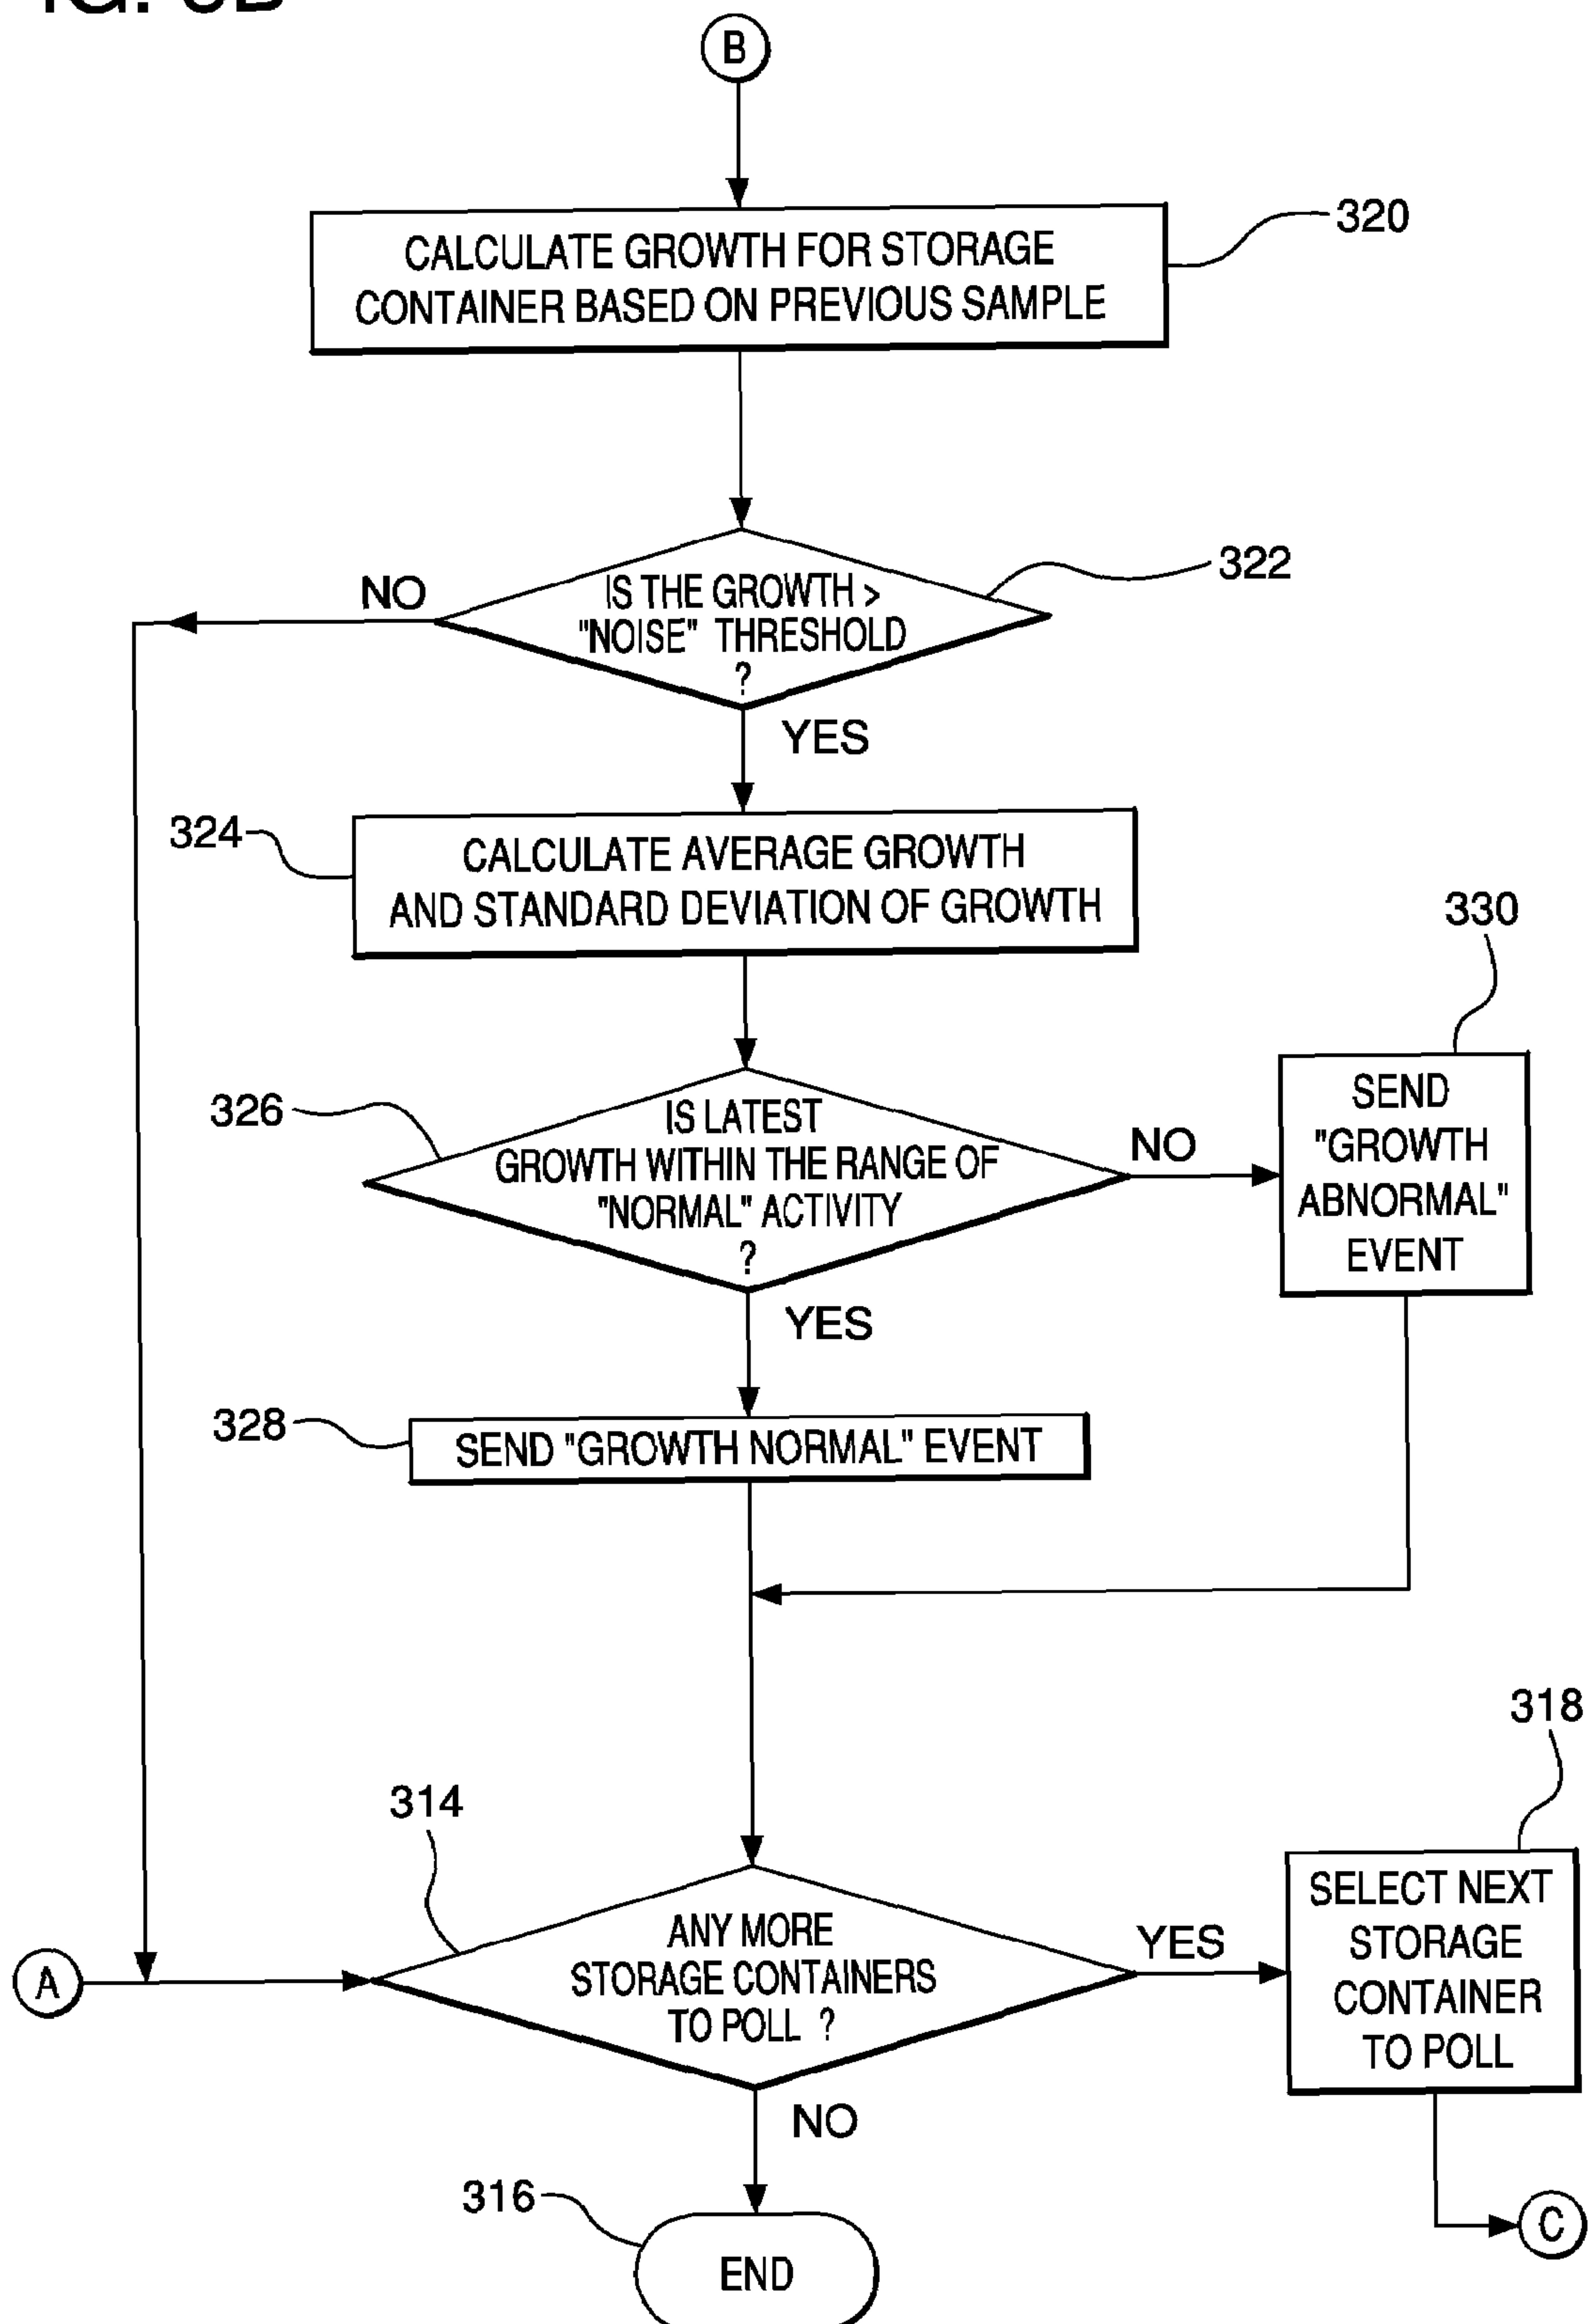 B
CALCULATE GROWTH FOR STORAGE
CONTAINER BASED ON PREVIOUS SAMPLE
320
IS THE GROWTH >
"NOISE" THRESHOLD
?
322
NO
YES
324
CALCULATE AVERAGE GROWTH
AND STANDARD DEVIATION OF GROWTH
330
326
IS LATEST
GROWTH WITHIN THE RANGE OF
"NORMAL" ACTIVITY
?
NO
SEND
"GROWTH
ABNORMAL"
EVENT
YES
328
SEND "GROWTH NORMAL" EVENT
318
314
A
ANY MORE
STORAGE CONTAINERS
TO POLL ?
YES
SELECT NEXT
STORAGE
CONTAINER
TO POLL
NO
316
END
C